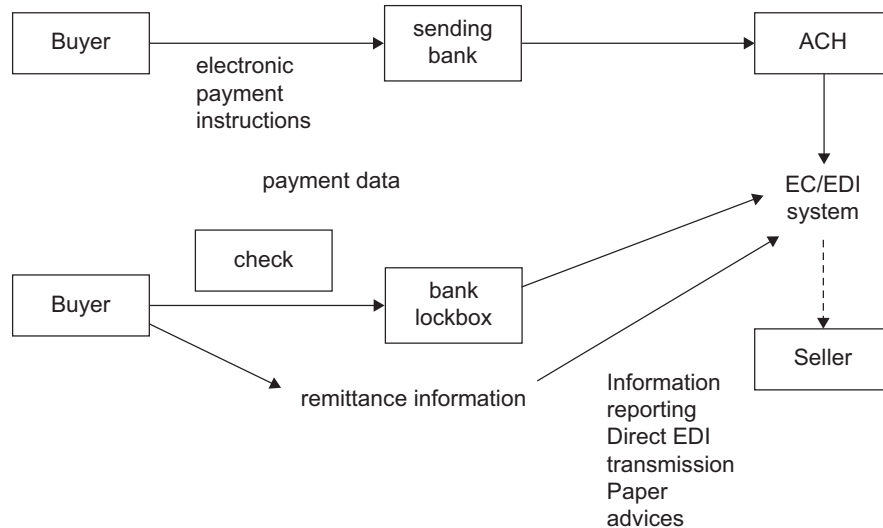 Buyer
sending
bank
ACH
electronic
payment
instructions
payment data
EC/EDI
system
check
Buyer
bank
lockbox
Seller
remittance information
Information
reporting
Direct EDI
transmission
Paper
advices